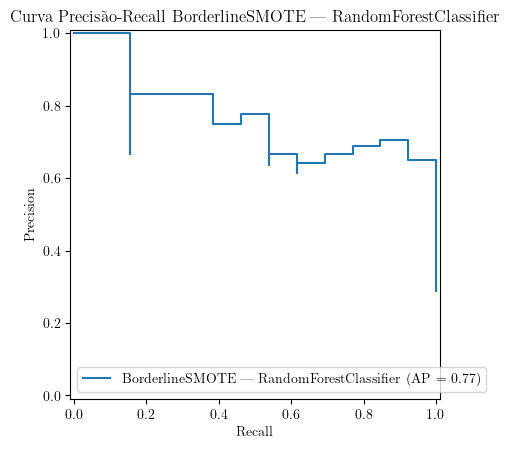 Curva Precisão-Recall BorderlineSMOTE — RandomForestClassifier
1.0
0.8
0.6
0.4
0.2
0.0
Precision
BorderlineSMOTE — RandomForestClassifier (AP = 0.77)
0.0 0.2 0.4 0.6 0.8 1.0
Recall